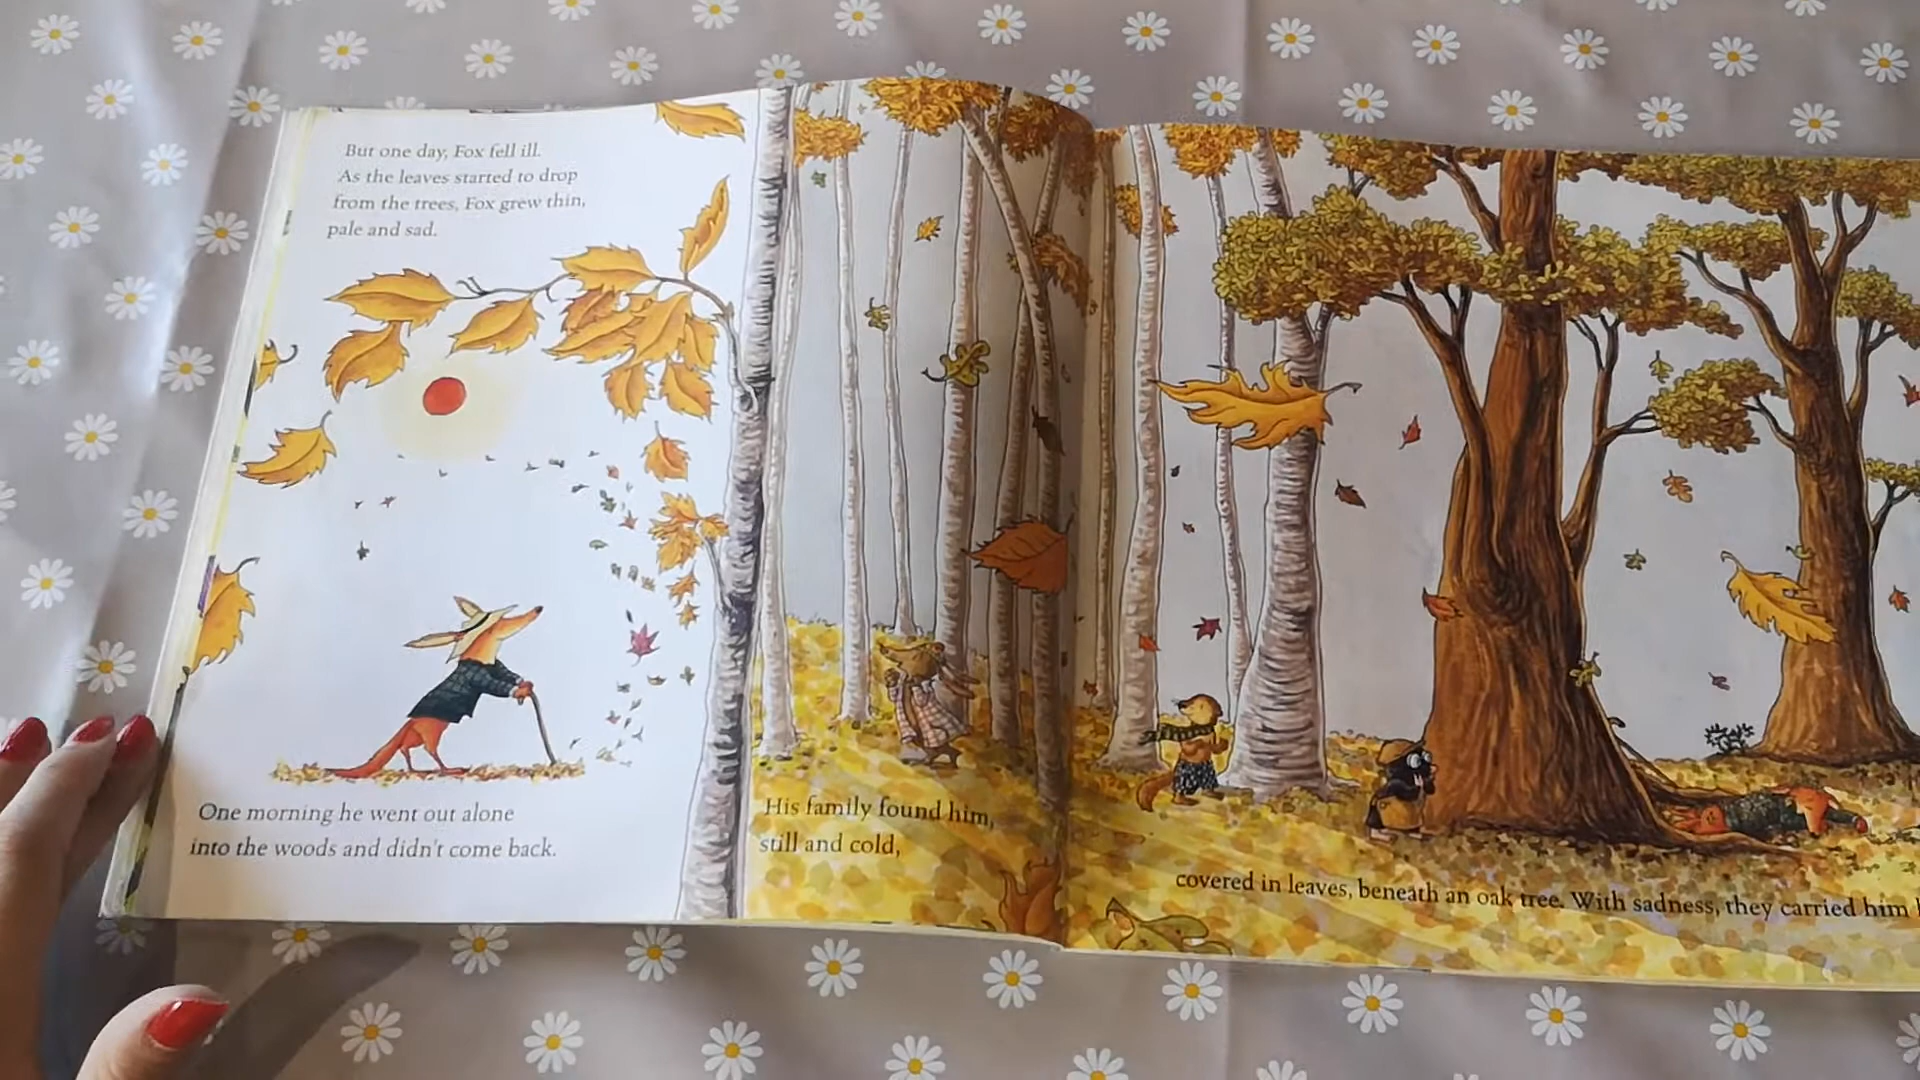 But one day, Fox fell ill.
As the leaves started to drop
from the trees, Fox grew thin,
pale and sad.
One morning he went out alone
into the woods and didn't come back.
His family found him,
still and cold,
covered in leaves, beneath an oak tree. With sadness, they carried him